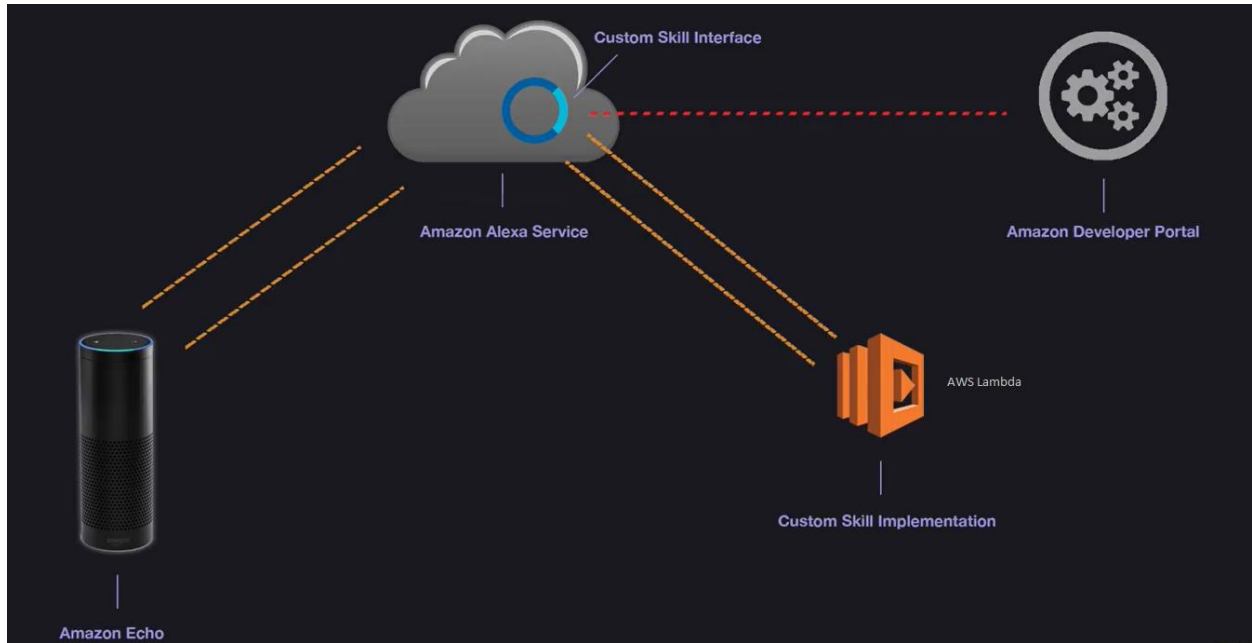 Custom Skill Interface
Amazon Alexa Service
Amazon Developer Portal
AWS Lambda
Custom Skill Implementation
Amazon Echo